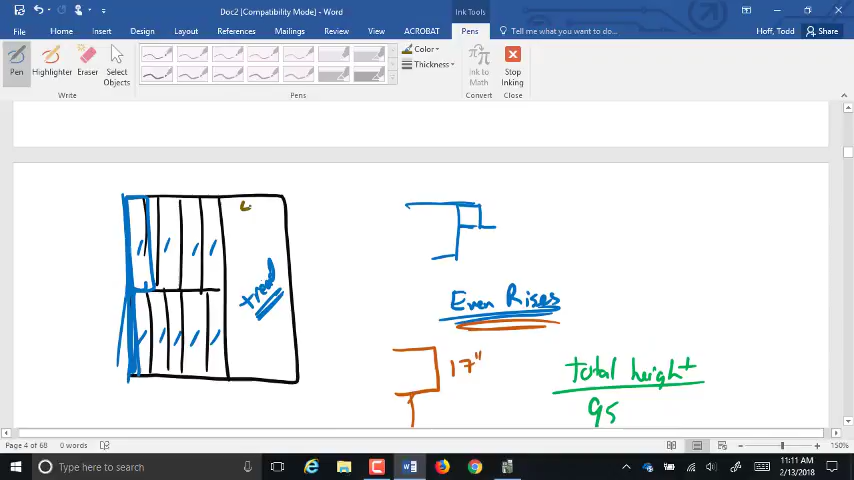 Doc2 [Compatibility Mode] - Word
Ink Tools
Hoff, Todd
File
Home
Insert
Design
Layout
References
Mailings
Review
View
ACROBAT
Pens
Tell me what you want to do...
Share
Pen
Highlighter
Eraser
Select
Objects
Color
Thickness
Ink to
Math
Stop
Inking
Write
Pens
Convert
Close
tread
Even Rises
17"
total height
95
Page 4 of 68
0 words
150%
Type here to search
11:11 AM
2/13/2018